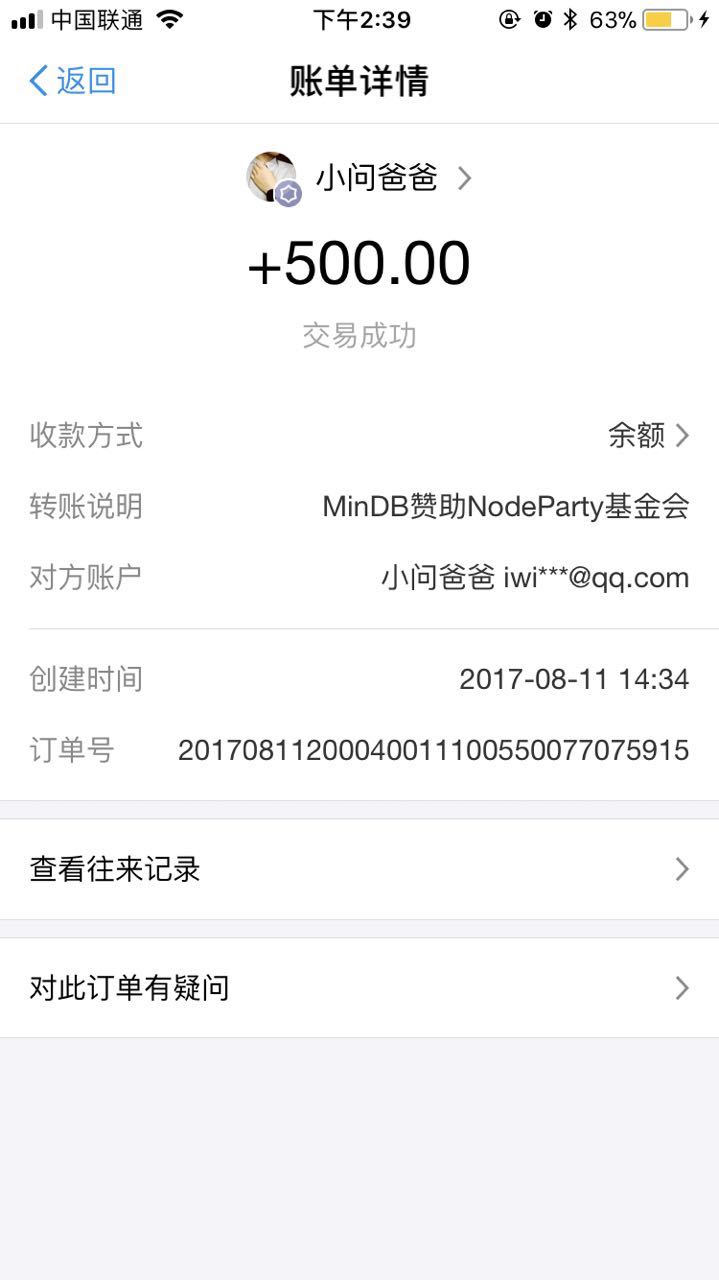 中国联通 下午2:39 63%
返回 账单详情
小问爸爸
+500.00
交易成功
收款方式 余额
转账说明 MinDB赞助NodeParty基金会
对方账户 小问爸爸 iwi***@qq.com
创建时间 2017-08-11 14:34
订单号 20170811200040011100550077075915
查看往来记录
对此订单有疑问